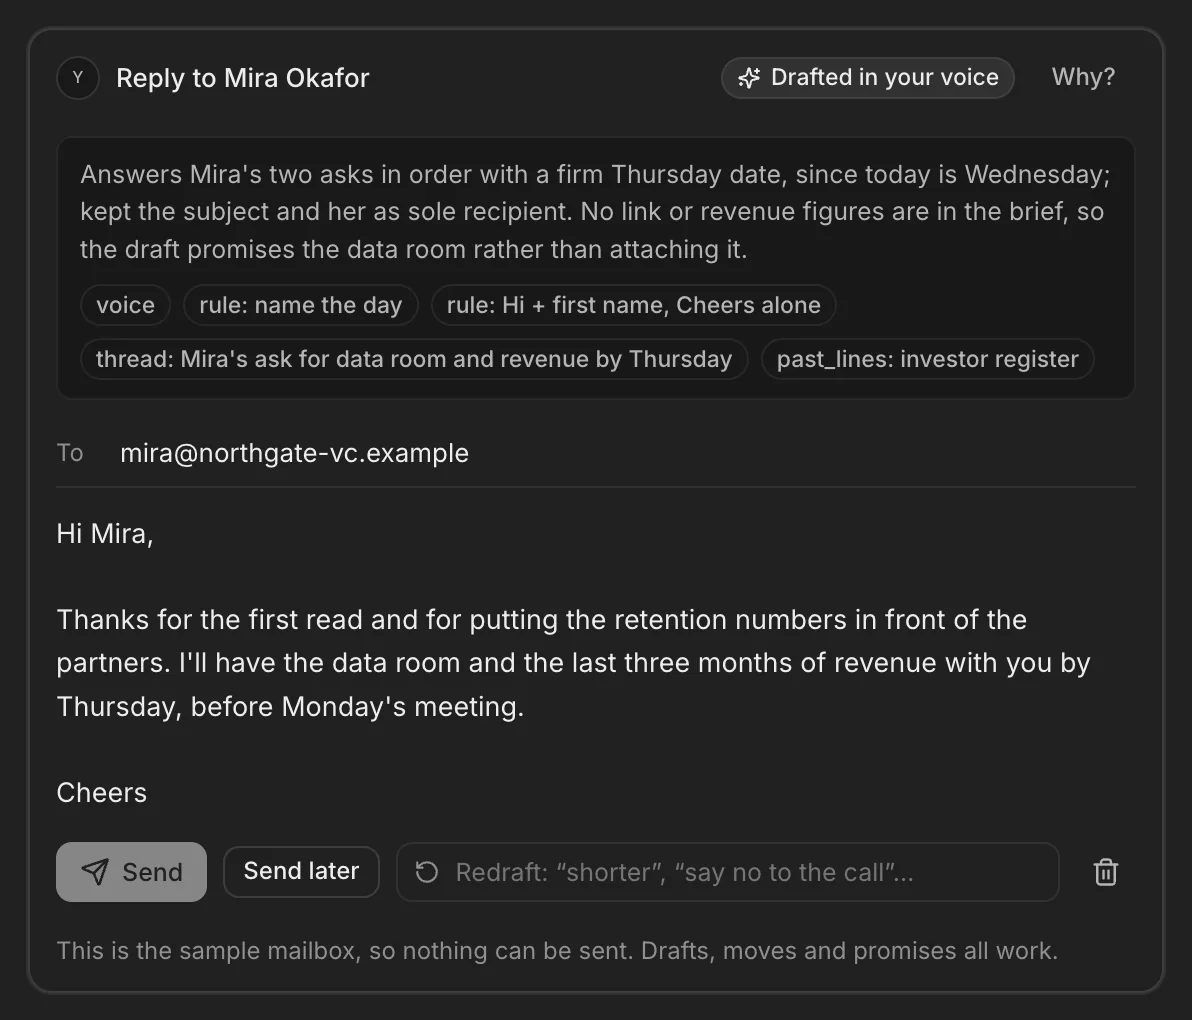 Y
Reply to Mira Okafor
Drafted in your voice
Why?
Answers Mira's two asks in order with a firm Thursday date, since today is Wednesday;
kept the subject and her as sole recipient. No link or revenue figures are in the brief, so
the draft promises the data room rather than attaching it.
voice
rule: name the day
rule: Hi + first name, Cheers alone
thread: Mira's ask for data room and revenue by Thursday
past_lines: investor register
To
mira@northgate-vc.example
Hi Mira,
Thanks for the first read and for putting the retention numbers in front of the
partners. I'll have the data room and the last three months of revenue with you by
Thursday, before Monday's meeting.
Cheers
Send
Send later
Redraft: “shorter”, “say no to the call”…
This is the sample mailbox, so nothing can be sent. Drafts, moves and promises all work.